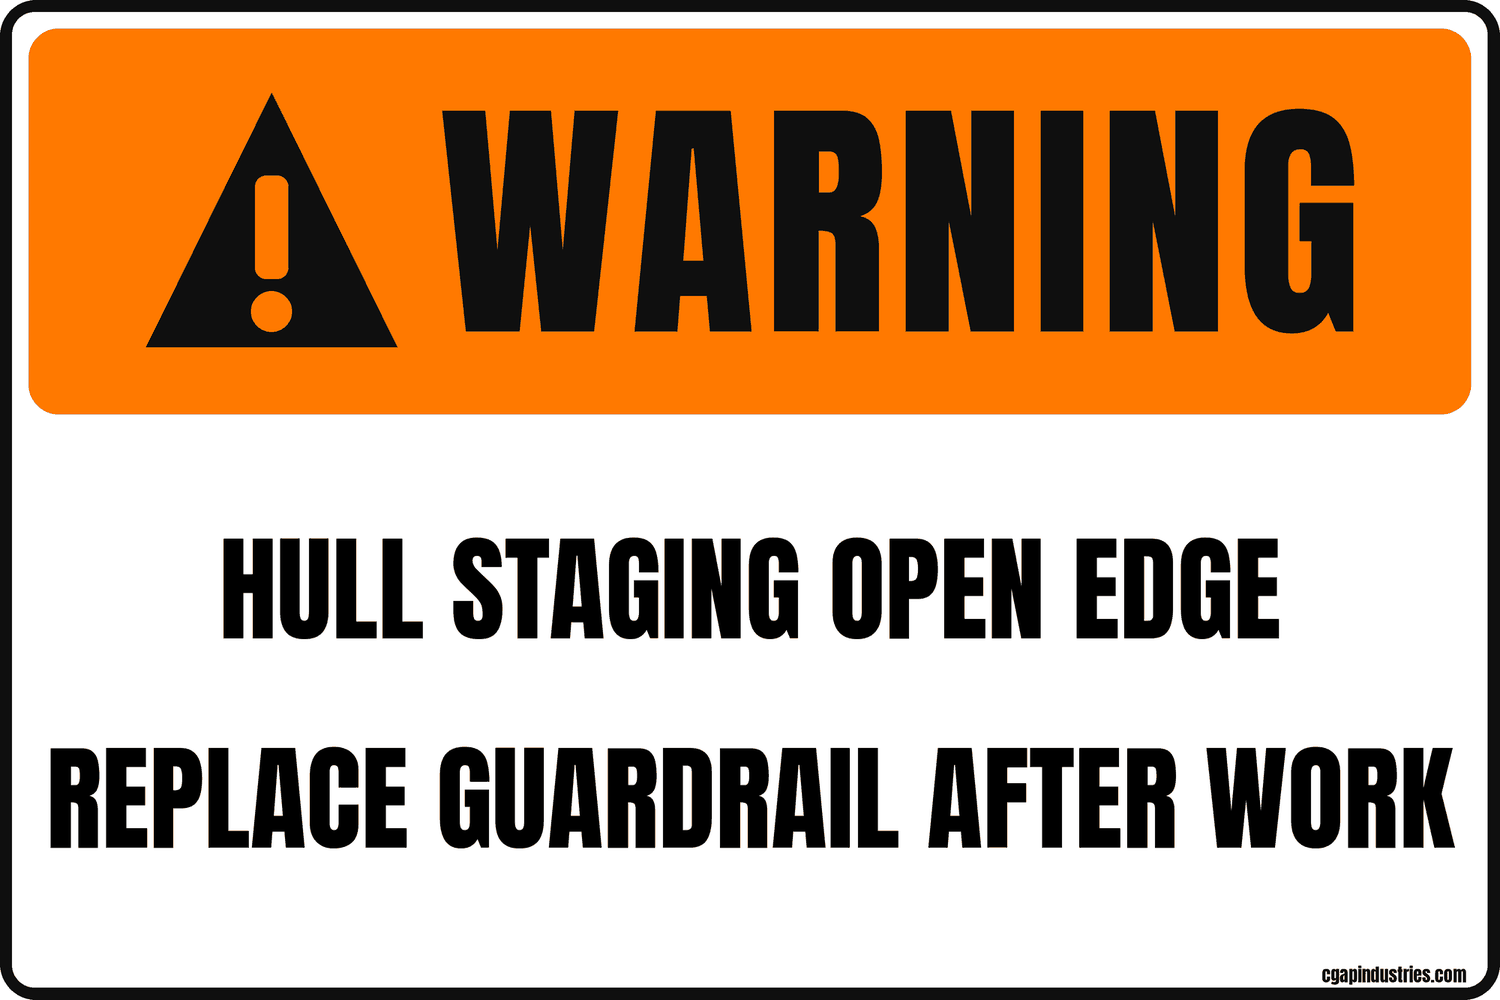 WARNING
HULL STAGING OPEN EDGE
REPLACE GUARDRAIL AFTER WORK
cgapindustries.com